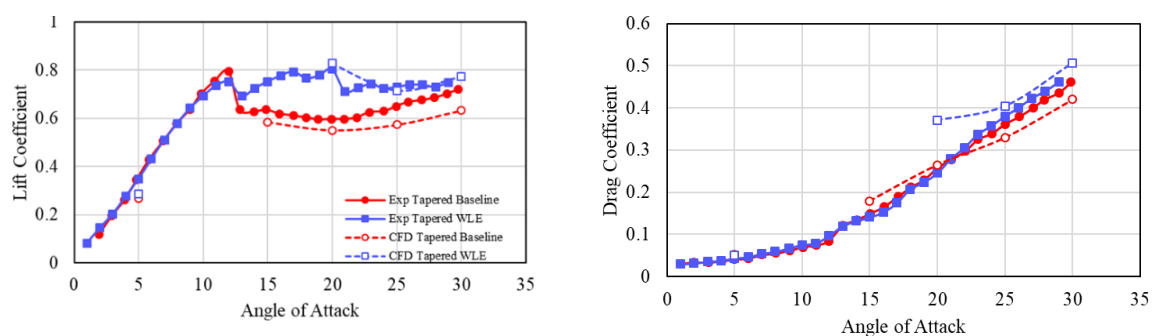 1
0.8
0.6
0.4
0.2
0
0 5 10 15 20 25 30 35
Lift Coefficient
Angle of Attack
Exp Tapered Baseline
Exp Tapered WLE
CFD Tapered Baseline
CFD Tapered WLE
0.6
0.5
0.4
0.3
0.2
0.1
0
0 5 10 15 20 25 30 35
Drag Coefficient
Angle of Attack